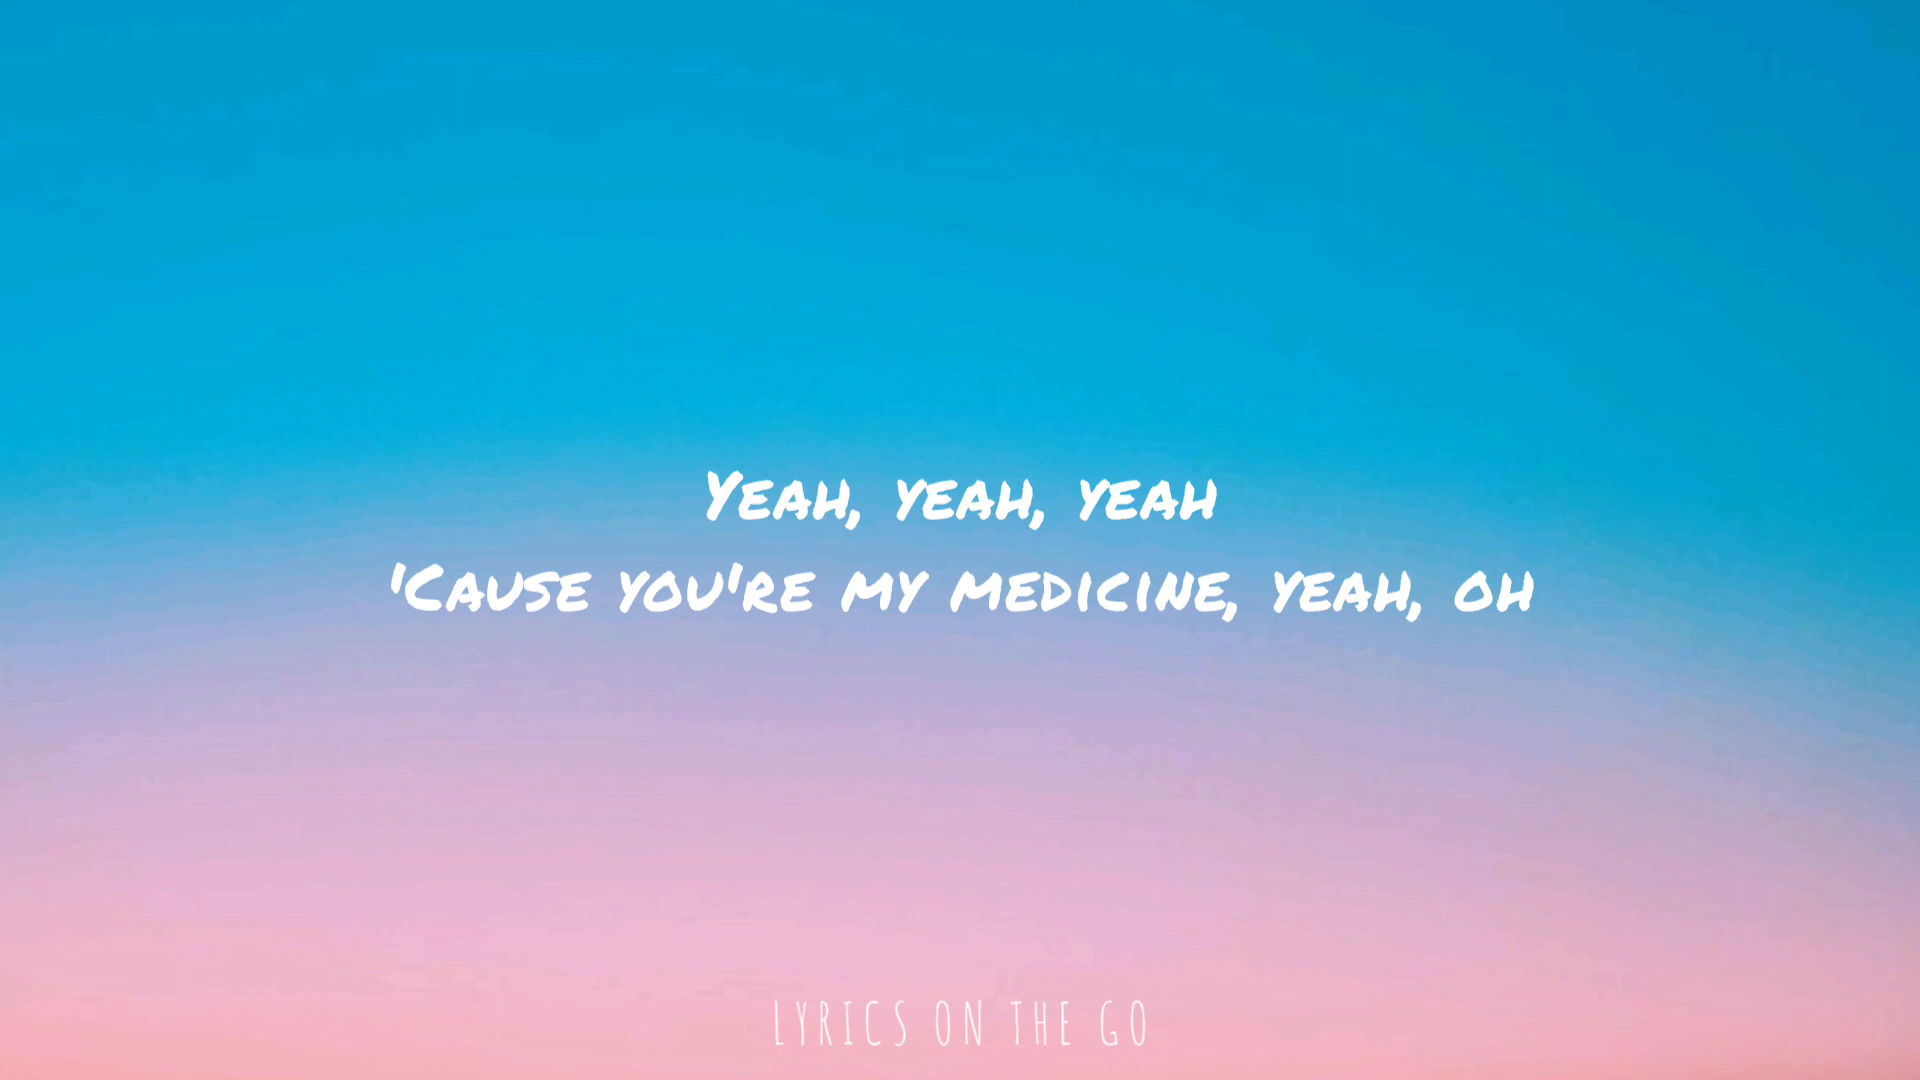 Yeah, yeah, yeah
'Cause you're my medicine, yeah, oh
LYRICS ON THE GO